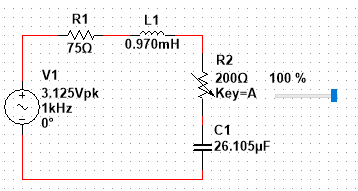 R1
75Ω
L1
0.970mH
R2
200Ω
Key=A
100 %
V1
3.125Vpk
1kHz
0°
C1
26.105µF